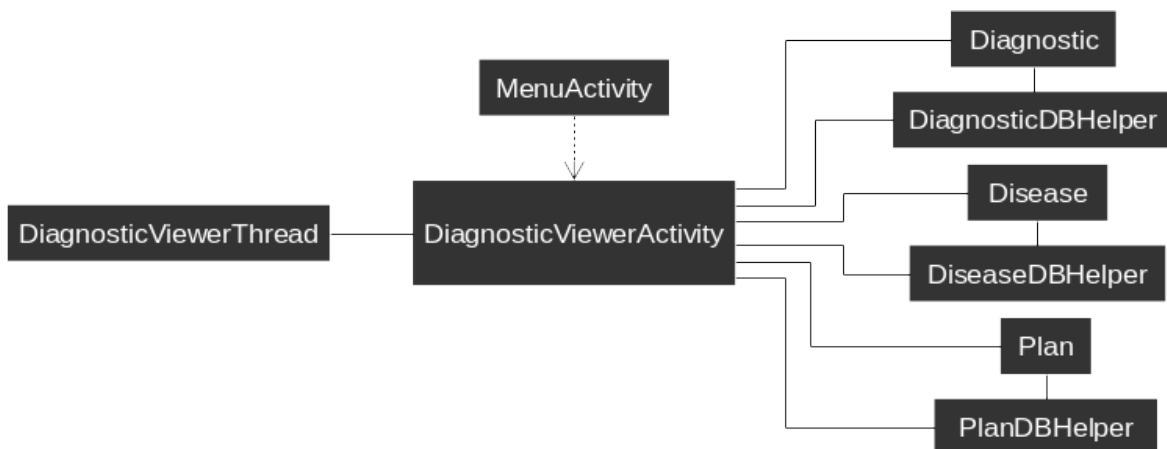 Diagnostic
MenuActivity
DiagnosticDBHelper
Disease
DiagnosticViewerThread
DiagnosticViewerActivity
DiseaseDBHelper
Plan
PlanDBHelper